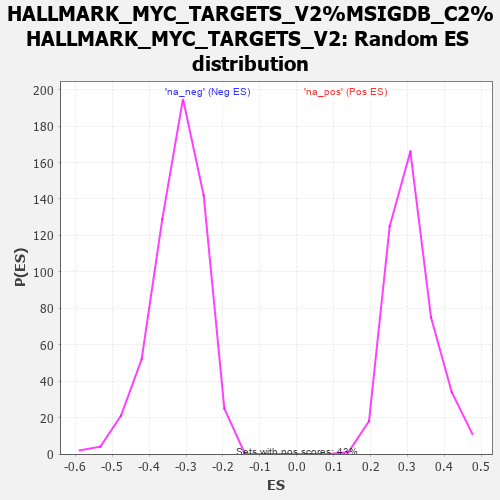 HALLMARK_MYC_TARGETS_V2%MSIGDB_C2%
HALLMARK_MYC_TARGETS_V2: Random ES
distribution
'na_neg' (Neg ES)
'na_pos' (Pos ES)
200
180
160
140
120
100
80
60
40
20
0
P(ES)
Sets with pos scores: 43%
-0.6 -0.5 -0.4 -0.3 -0.2 -0.1 0.0 0.1 0.2 0.3 0.4 0.5
ES